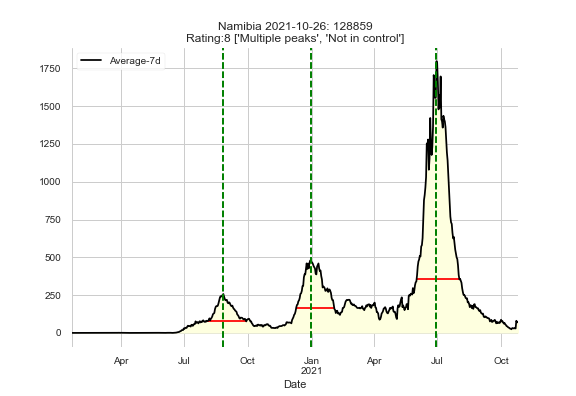 Namibia 2021-10-26: 128859
Rating:8 ['Multiple peaks', 'Not in control']
Average-7d
1750
1500
1250
1000
750
500
250
0
Apr Jul Oct Jan Apr Jul Oct
2021
Date